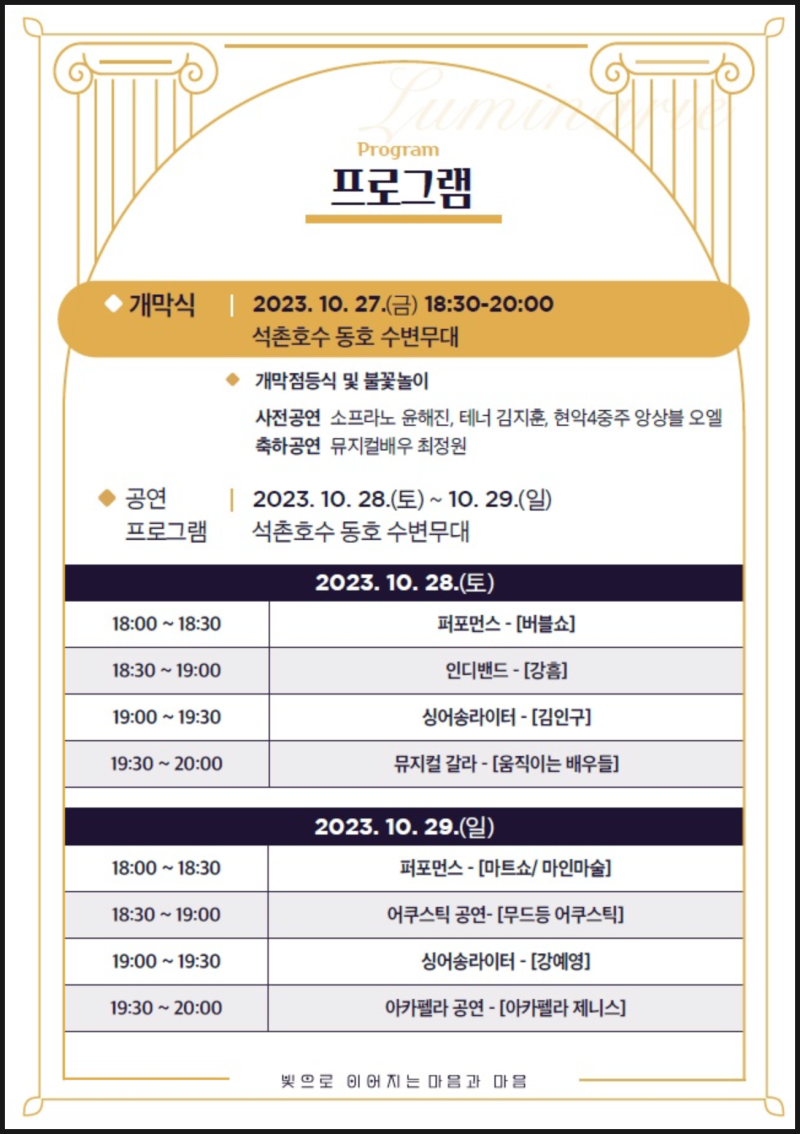 Luminarie
Program
프로그램
개막식 2023. 10. 27.(금) 18:30-20:00
석촌호수 동호 수변무대
개막점등식 및 불꽃놀이
사전공연 소프라노 윤해진, 테너 김지훈, 현악4중주 앙상블 오엘
축하공연 뮤지컬배우 최정원
공연 2023. 10. 28.(토) ~ 10. 29.(일)
프로그램 석촌호수 동호 수변무대
2023. 10. 28.(토)
18:00 ~ 18:30 퍼포먼스 - [버블쇼]
18:30 ~ 19:00 인디밴드 - [강흠]
19:00 ~ 19:30 싱어송라이터 - [김인구]
19:30 ~ 20:00 뮤지컬 갈라 - [움직이는 배우들]
2023. 10. 29.(일)
18:00 ~ 18:30 퍼포먼스 - [마트쇼/ 마인마술]
18:30 ~ 19:00 어쿠스틱 공연- [무드등 어쿠스틱]
19:00 ~ 19:30 싱어송라이터 - [강예영]
19:30 ~ 20:00 아카펠라 공연 - [아카펠라 제니스]
빛으로 이어지는 마음과 마음